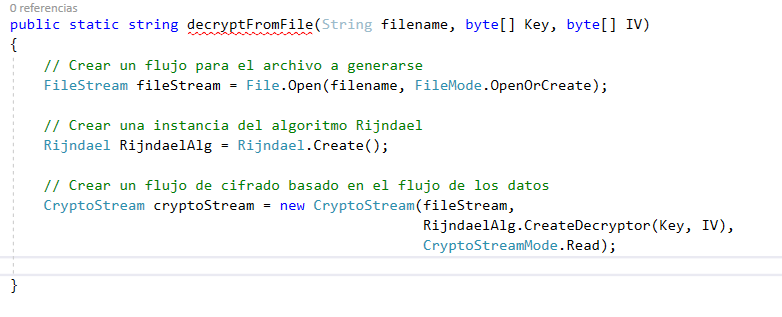 0 referencias
public static string decryptFromFile(String filename, byte[] Key, byte[] IV)
{
// Crear un flujo para el archivo a generarse
FileStream fileStream = File.Open(filename, FileMode.OpenOrCreate);
// Crear una instancia del algoritmo Rijndael
Rijndael RijndaelAlg = Rijndael.Create();
// Crear un flujo de cifrado basado en el flujo de los datos
CryptoStream cryptoStream = new CryptoStream(fileStream,
RijndaelAlg.CreateDecryptor(Key, IV),
CryptoStreamMode.Read);
}